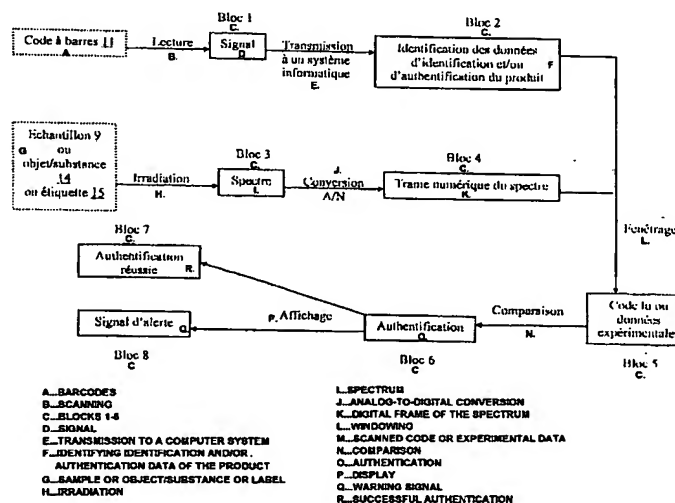 Bloc 1
C.
Bloc 2
C.
Code à barres 11
A
Lecture
B.
Signal
D
Transmission
à un système
informatique
E.
Identification des données
d'identification et/ou
d'authentification du produit
F
Echantillon 9
G ou
objet/substance
14
ou étiquette 15
Irradiation
H.
Bloc 3
C.
Spectre
L
J.
Conversion
A/N
Bloc 4
C.
Trame numérique du spectre
K.
Fenêtrage
L.
Bloc 7
C.
Authentification
réussie
R.
Signal d'alerte
Q.
Bloc 8
C
P. Affichage
Authentification
O.
Bloc 6
C
Comparaison
N.
Code lu ou
données
expérimentales
Bloc 5
C.
A...BARCODES
B...SCANNING
C...BLOCKS 1-8
D...SIGNAL
E...TRANSMISSION TO A COMPUTER SYSTEM
F...IDENTIFYING IDENTIFICATION AND/OR
AUTHENTICATION DATA OF THE PRODUCT
G...SAMPLE OR OBJECT/SUBSTANCE OR LABEL
H...IRRADIATION
L...SPECTRUM
J...ANALOG-TO-DIGITAL CONVERSION
K...DIGITAL FRAME OF THE SPECTRUM
L...WINDOWING
M...SCANNED CODE OR EXPERIMENTAL DATA
N...COMPARISON
O...AUTHENTICATION
P...DISPLAY
Q...WARNING SIGNAL
R...SUCCESSFUL AUTHENTICATION